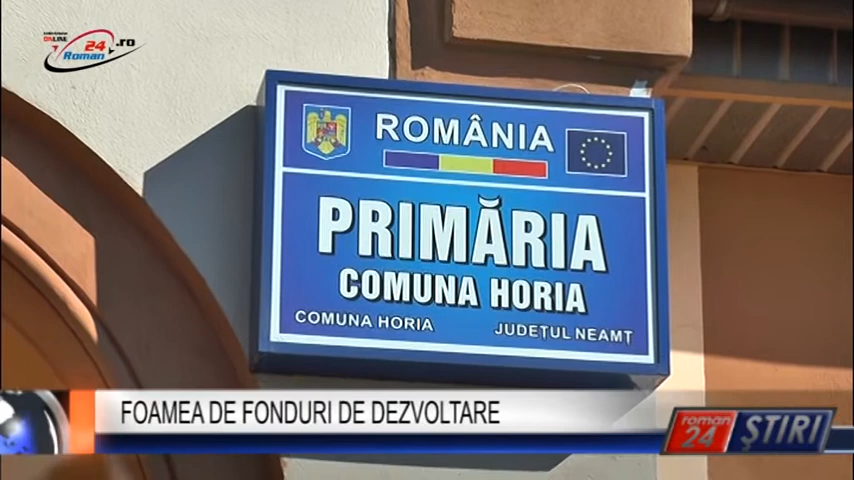 ONLINE
24.ro
Roman
ROMÂNIA
PRIMĂRIA
COMUNA HORIA
COMUNA HORIA
JUDEȚUL NEAMȚ
FOAMEA DE FONDURI DE DEZVOLTARE
roman
24
ȘTIRI